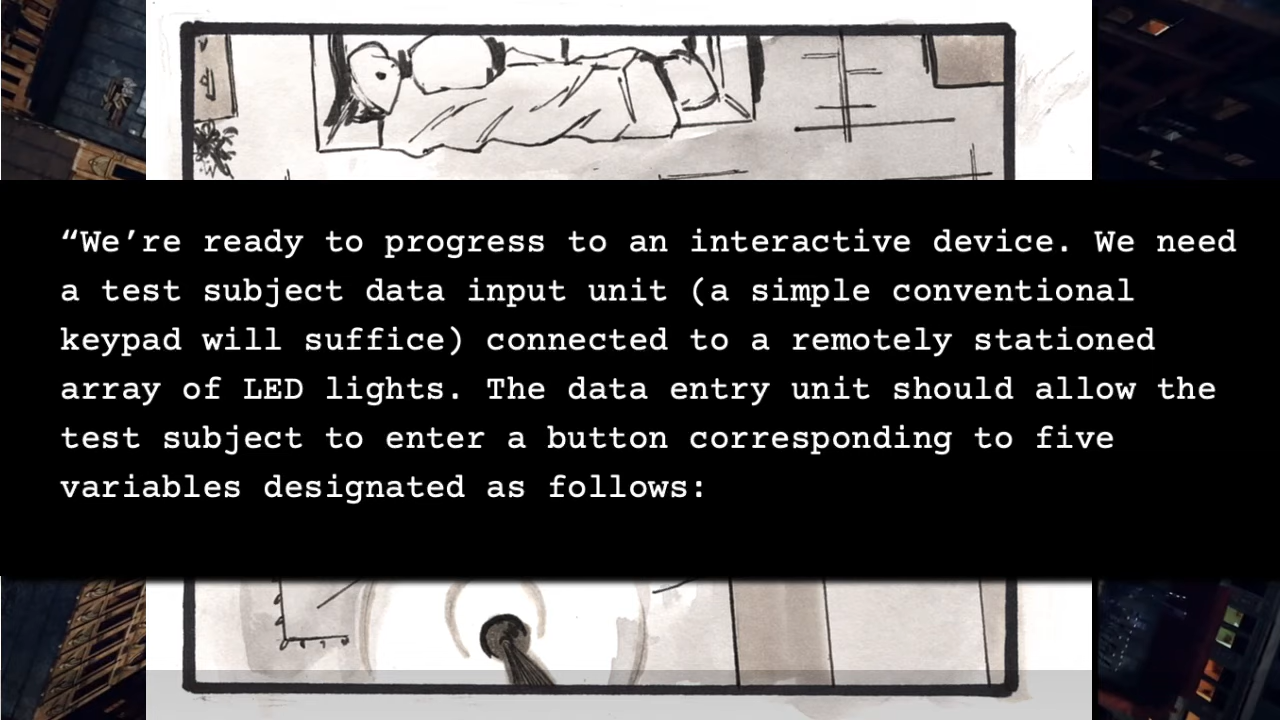 “We’re ready to progress to an interactive device. We need
a test subject data input unit (a simple conventional
keypad will suffice) connected to a remotely stationed
array of LED lights. The data entry unit should allow the
test subject to enter a button corresponding to five
variables designated as follows: